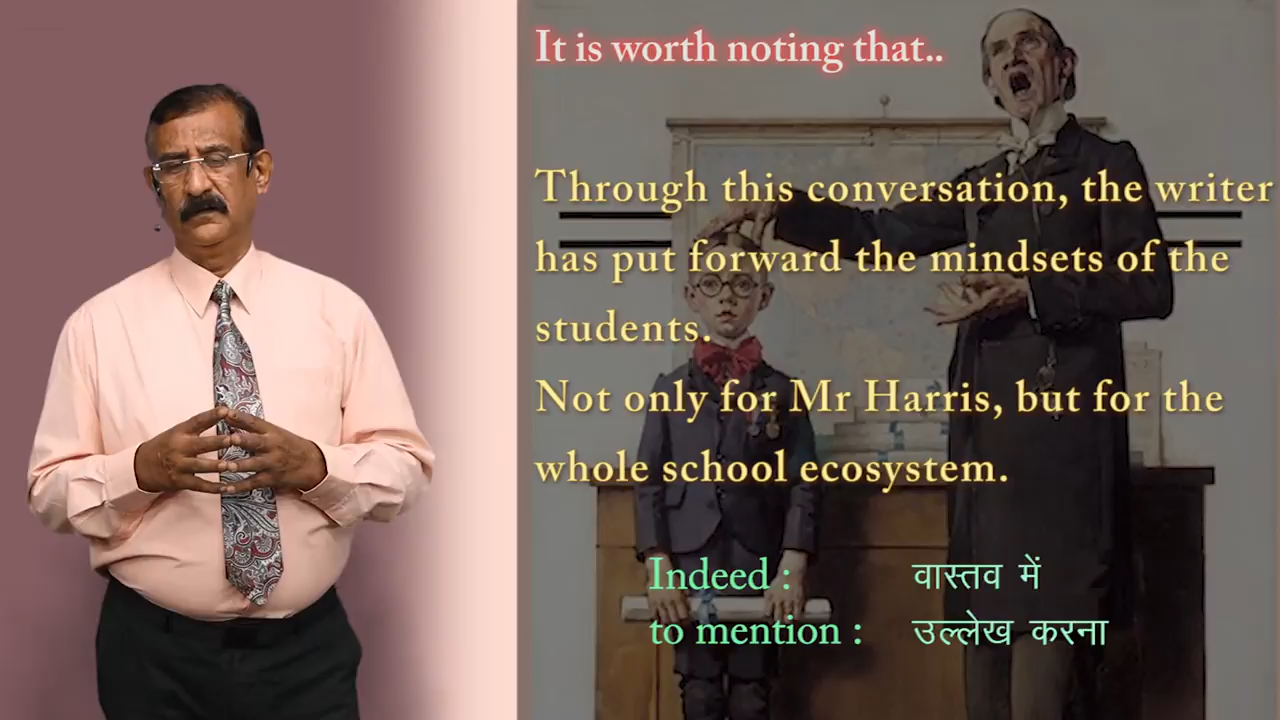 It is worth noting that..
Through this conversation, the writer
has put forward the mindsets of the
students.
Not only for Mr Harris, but for the
whole school ecosystem.
Indeed : वास्तव में
to mention : उल्लेख करना